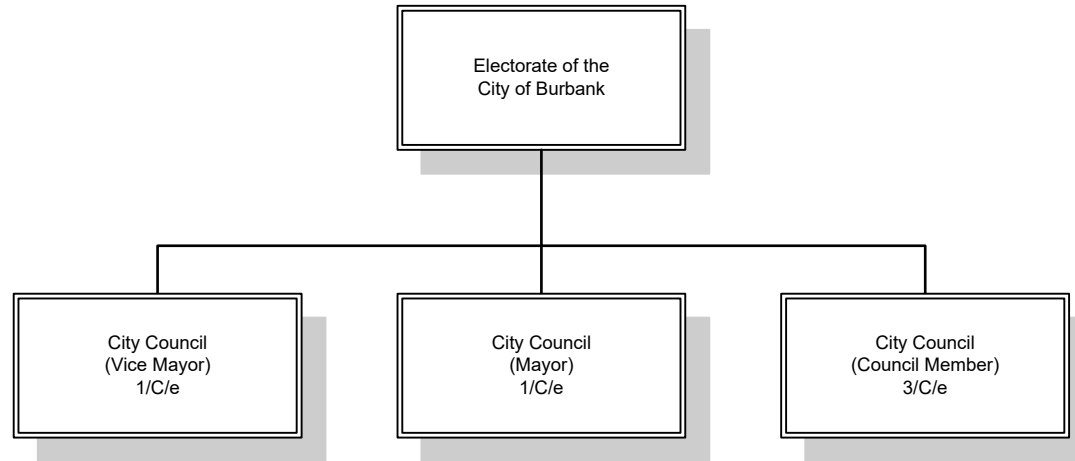 Electorate of the
City of Burbank
City Council
(Vice Mayor)
1/C/e
City Council
(Mayor)
1/C/e
City Council
(Council Member)
3/C/e